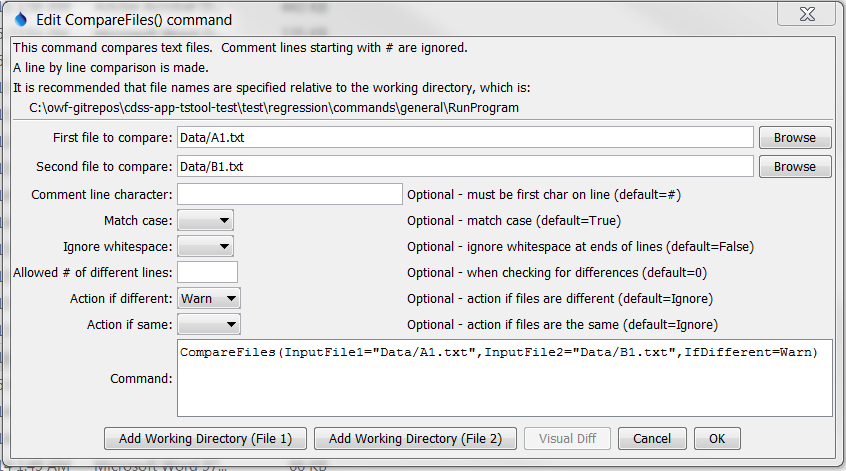 Edit CompareFiles() command
This command compares text files.  Comment lines starting with # are ignored.
A line by line comparison is made.
It is recommended that file names are specified relative to the working directory, which is:
C:\owf-gitrepos\cdss-app-tstool-test\test\regression\commands\general\RunProgram
First file to compare: Data/A1.txt Browse
Second file to compare: Data/B1.txt Browse
Comment line character: Optional - must be first char on line (default=#)
Match case: Optional - match case (default=True)
Ignore whitespace: Optional - ignore whitespace at ends of lines (default=False)
Allowed # of different lines: Optional - when checking for differences (default=0)
Action if different: Warn Optional - action if files are different (default=Ignore)
Action if same: Optional - action if files are the same (default=Ignore)
CompareFiles(InputFile1="Data/A1.txt",InputFile2="Data/B1.txt",IfDifferent=Warn)
Command:
Add Working Directory (File 1) Add Working Directory (File 2) Visual Diff Cancel OK